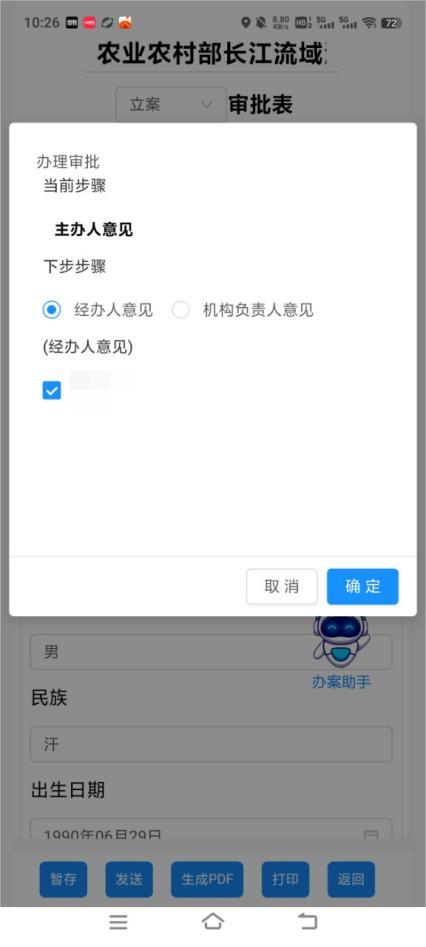 10:26 8.80 KB/s HD 1 2 5G 5G 72
农业农村部长江流域
立案 审批表
办理审批
当前步骤
主办人意见
下步步骤
经办人意见 机构负责人意见
(经办人意见)
取消 确定
男
办案助手
民族
汗
出生日期
1990年06月29日
暂存 发送 生成PDF 打印 返回